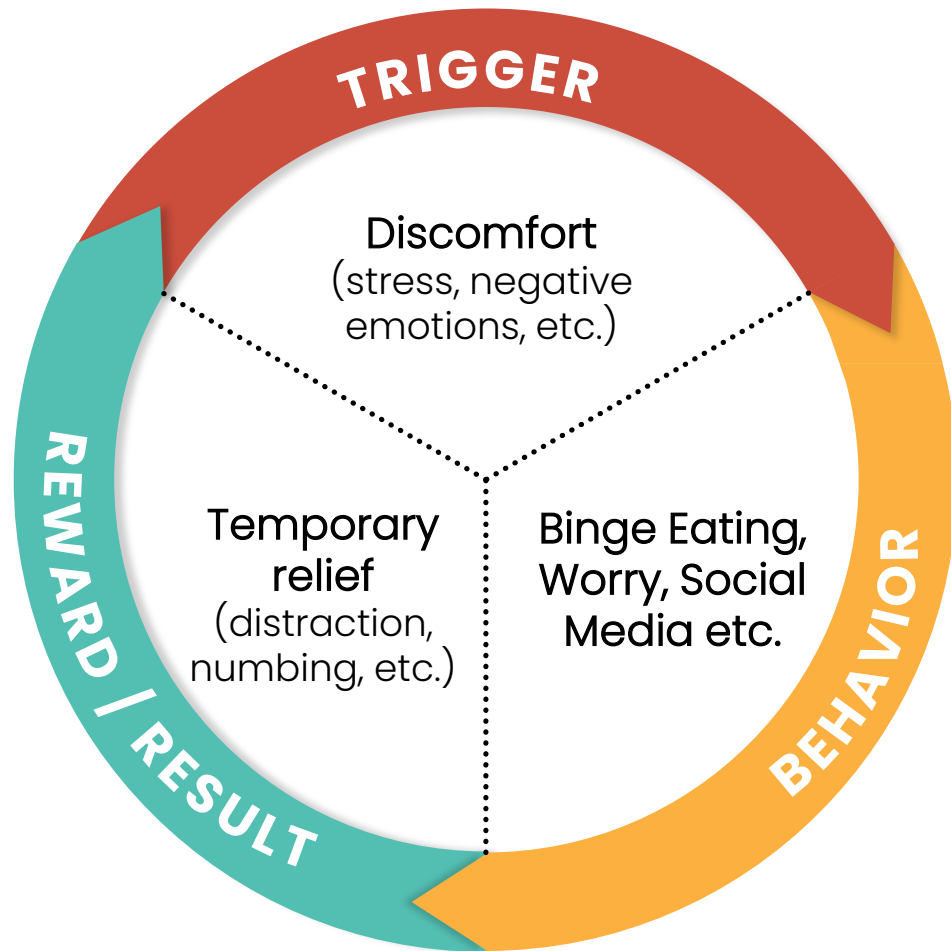 TRIGGER
Discomfort
(stress, negative
emotions, etc.)
Temporary
relief
(distraction,
numbing, etc.)
Binge Eating,
Worry, Social
Media etc.
BEHAVIOR
REWARD / RESULT